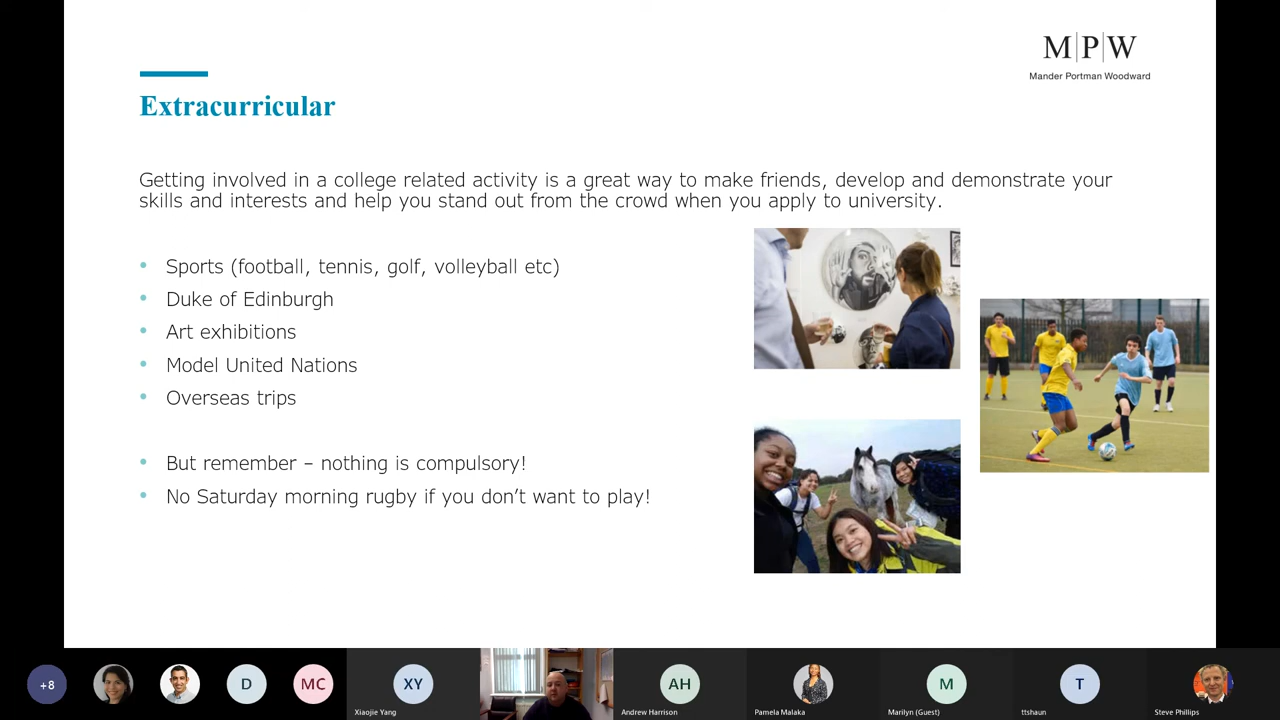 M|P|W
Mander Portman Woodward
Extracurricular
Getting involved in a college related activity is a great way to make friends, develop and demonstrate your
skills and interests and help you stand out from the crowd when you apply to university.
• Sports (football, tennis, golf, volleyball etc)
• Duke of Edinburgh
• Art exhibitions
• Model United Nations
• Overseas trips
• But remember – nothing is compulsory!
• No Saturday morning rugby if you don't want to play!
+8
D
MC
XY
Xiaojie Yang
AH
Andrew Harrison
Pamela Malaka
M
Marilyn (Guest)
T
ttshaun
Steve Phillips